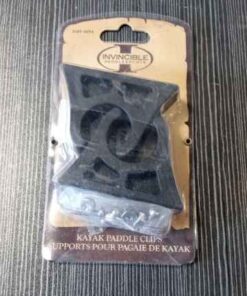 INVINCIBLE
KAYAK PADDLE CLIPS
SUPPORTS POUR PAGAIE DE KAYAK